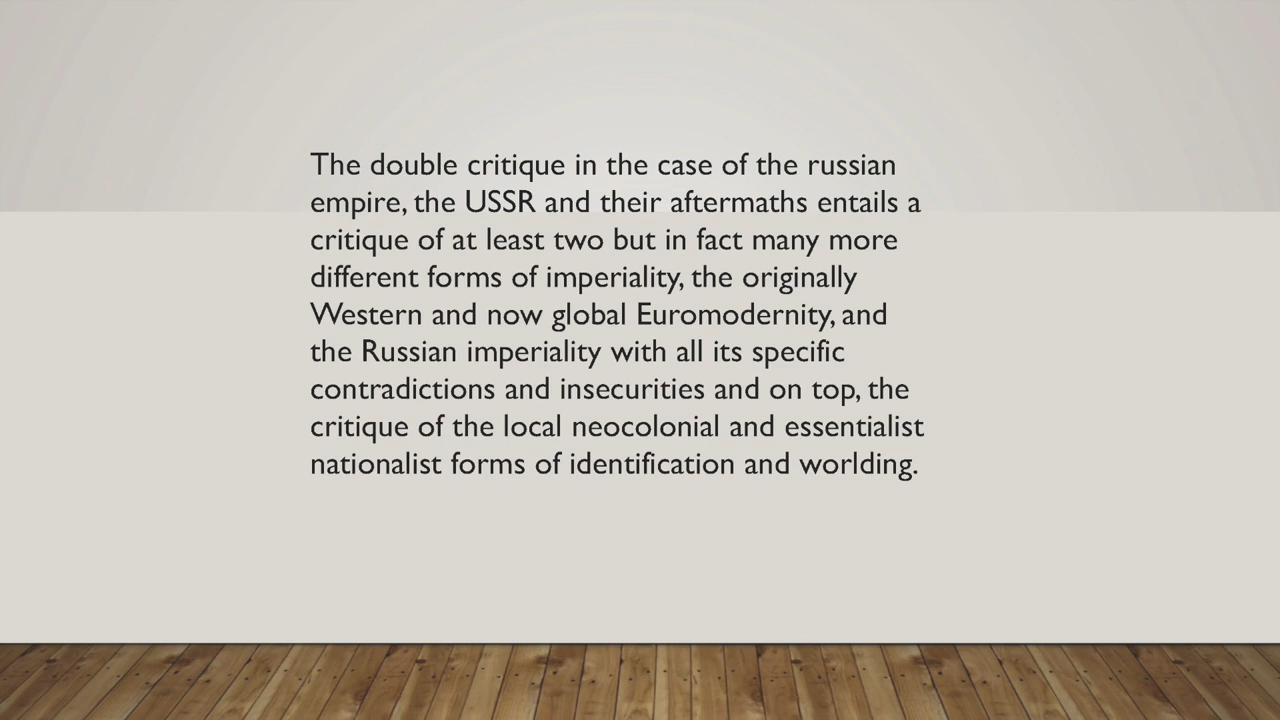 The double critique in the case of the russian
empire, the USSR and their aftermaths entails a
critique of at least two but in fact many more
different forms of imperiality, the originally
Western and now global Euromodernity, and
the Russian imperiality with all its specific
contradictions and insecurities and on top, the
critique of the local neocolonial and essentialist
nationalist forms of identification and worlding.